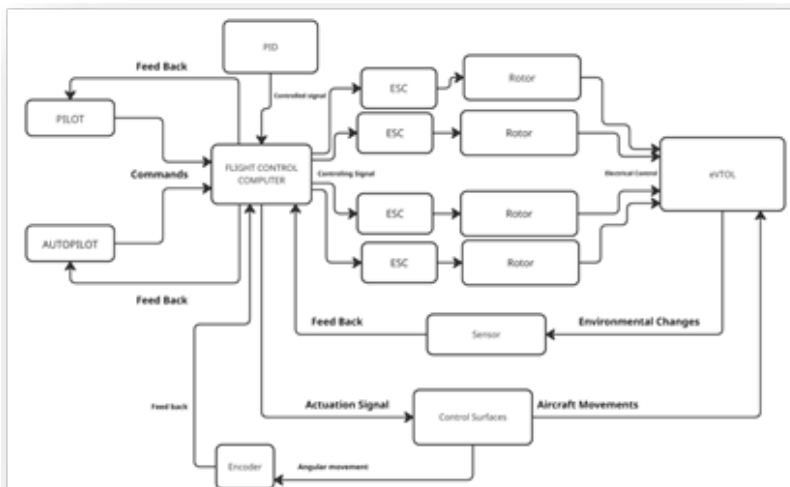 PID
Feed Back
Controlled signal
ESC
Rotor
PILOT
ESC
Rotor
FLIGHT CONTROL
COMPUTER
Commands
Controling Signal
Electrical Control
eVTOL
ESC
Rotor
AUTOPILOT
ESC
Rotor
Feed Back
Feed Back
Sensor
Environmental Changes
Feed back
Actuation Signal
Control Surfaces
Aircraft Movements
Encoder
Angular movement